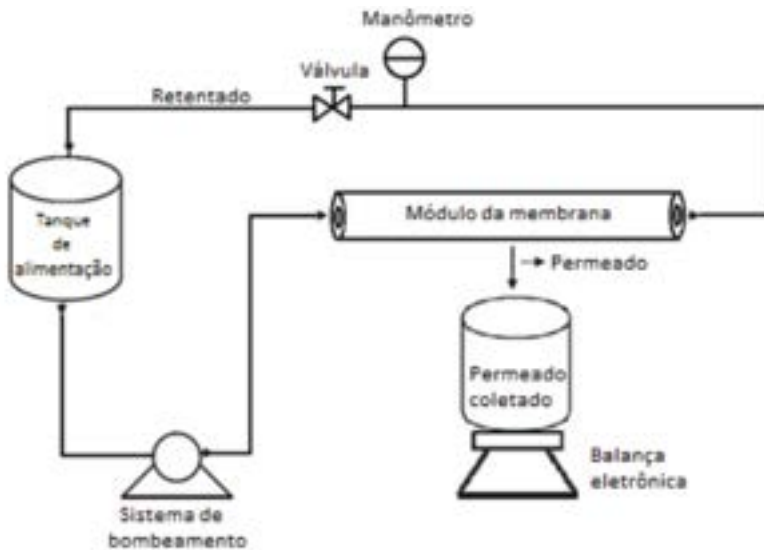 Manômetro
Válvula
Retentado
Tanque
de
alimentação
Módulo da membrana
Permeado
Permeado
coletado
Balança
eletrônica
Sistema de
bombeamento